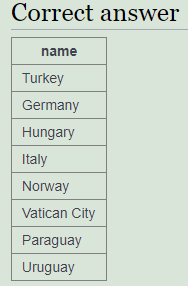 Correct answer
name
Turkey
Germany
Hungary
Italy
Norway
Vatican City
Paraguay
Uruguay